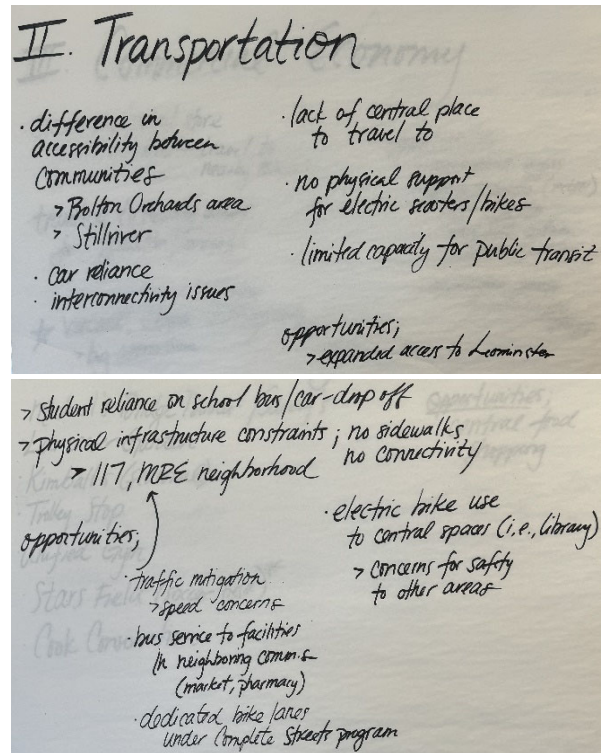 II. Transportation
· difference in
accessibility between
communities
> Bolton Orchards area
> Stillriver
· car reliance
· interconnectivity issues
· lack of central place
to travel to
· no physical support
for electric scooters/bikes
· limited capacity for public transit
opportunities;
> expanded access to Leominster
> student reliance on school bus/car-drop off
> physical infrastructure constraints; no sidewalks,
no connectivity
> 117, MRE neighborhood
opportunities;
· traffic mitigation
> speed concerns
· bus service to facilities
in neighboring comm.s
(market, pharmacy)
· dedicated bike lanes
under Complete Streets program
· electric bike use
to central spaces (i.e., Library)
> concerns for safety
to other areas